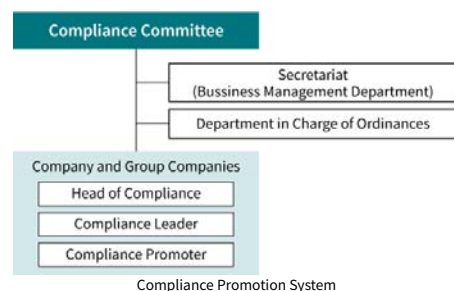 Compliance Committee
Secretariat
(Bussiness Management Department)
Department in Charge of Ordinances
Company and Group Companies
Head of Compliance
Compliance Leader
Compliance Promoter
Compliance Promotion System